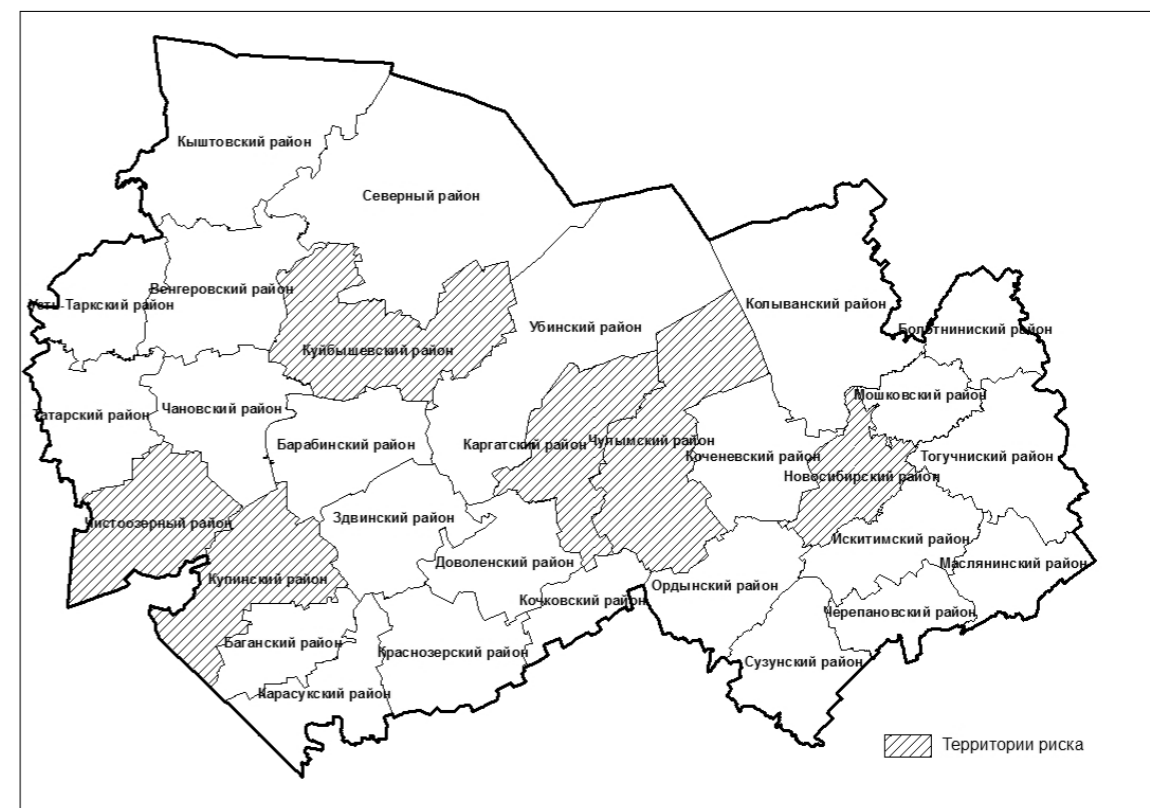 Кыштовский район
Северный район
Усть-Таркский район
Венгеровский район
Колыванский район
Убинский район
Болотнинский район
Куйбышевский район
Мошковский район
Татарский район
Чановский район
Барабинский район
Каргатский район
Чулымский район
Коченевский район
Тогучниский район
Новосибирский район
Чистоозерный район
Здвинский район
Искитимский район
Доволенский район
Маслянинский район
Купинский район
Ордынский район
Кочковский район
Черепановский район
Баганский район
Краснозерский район
Сузунский район
Карасукский район
Территории риска